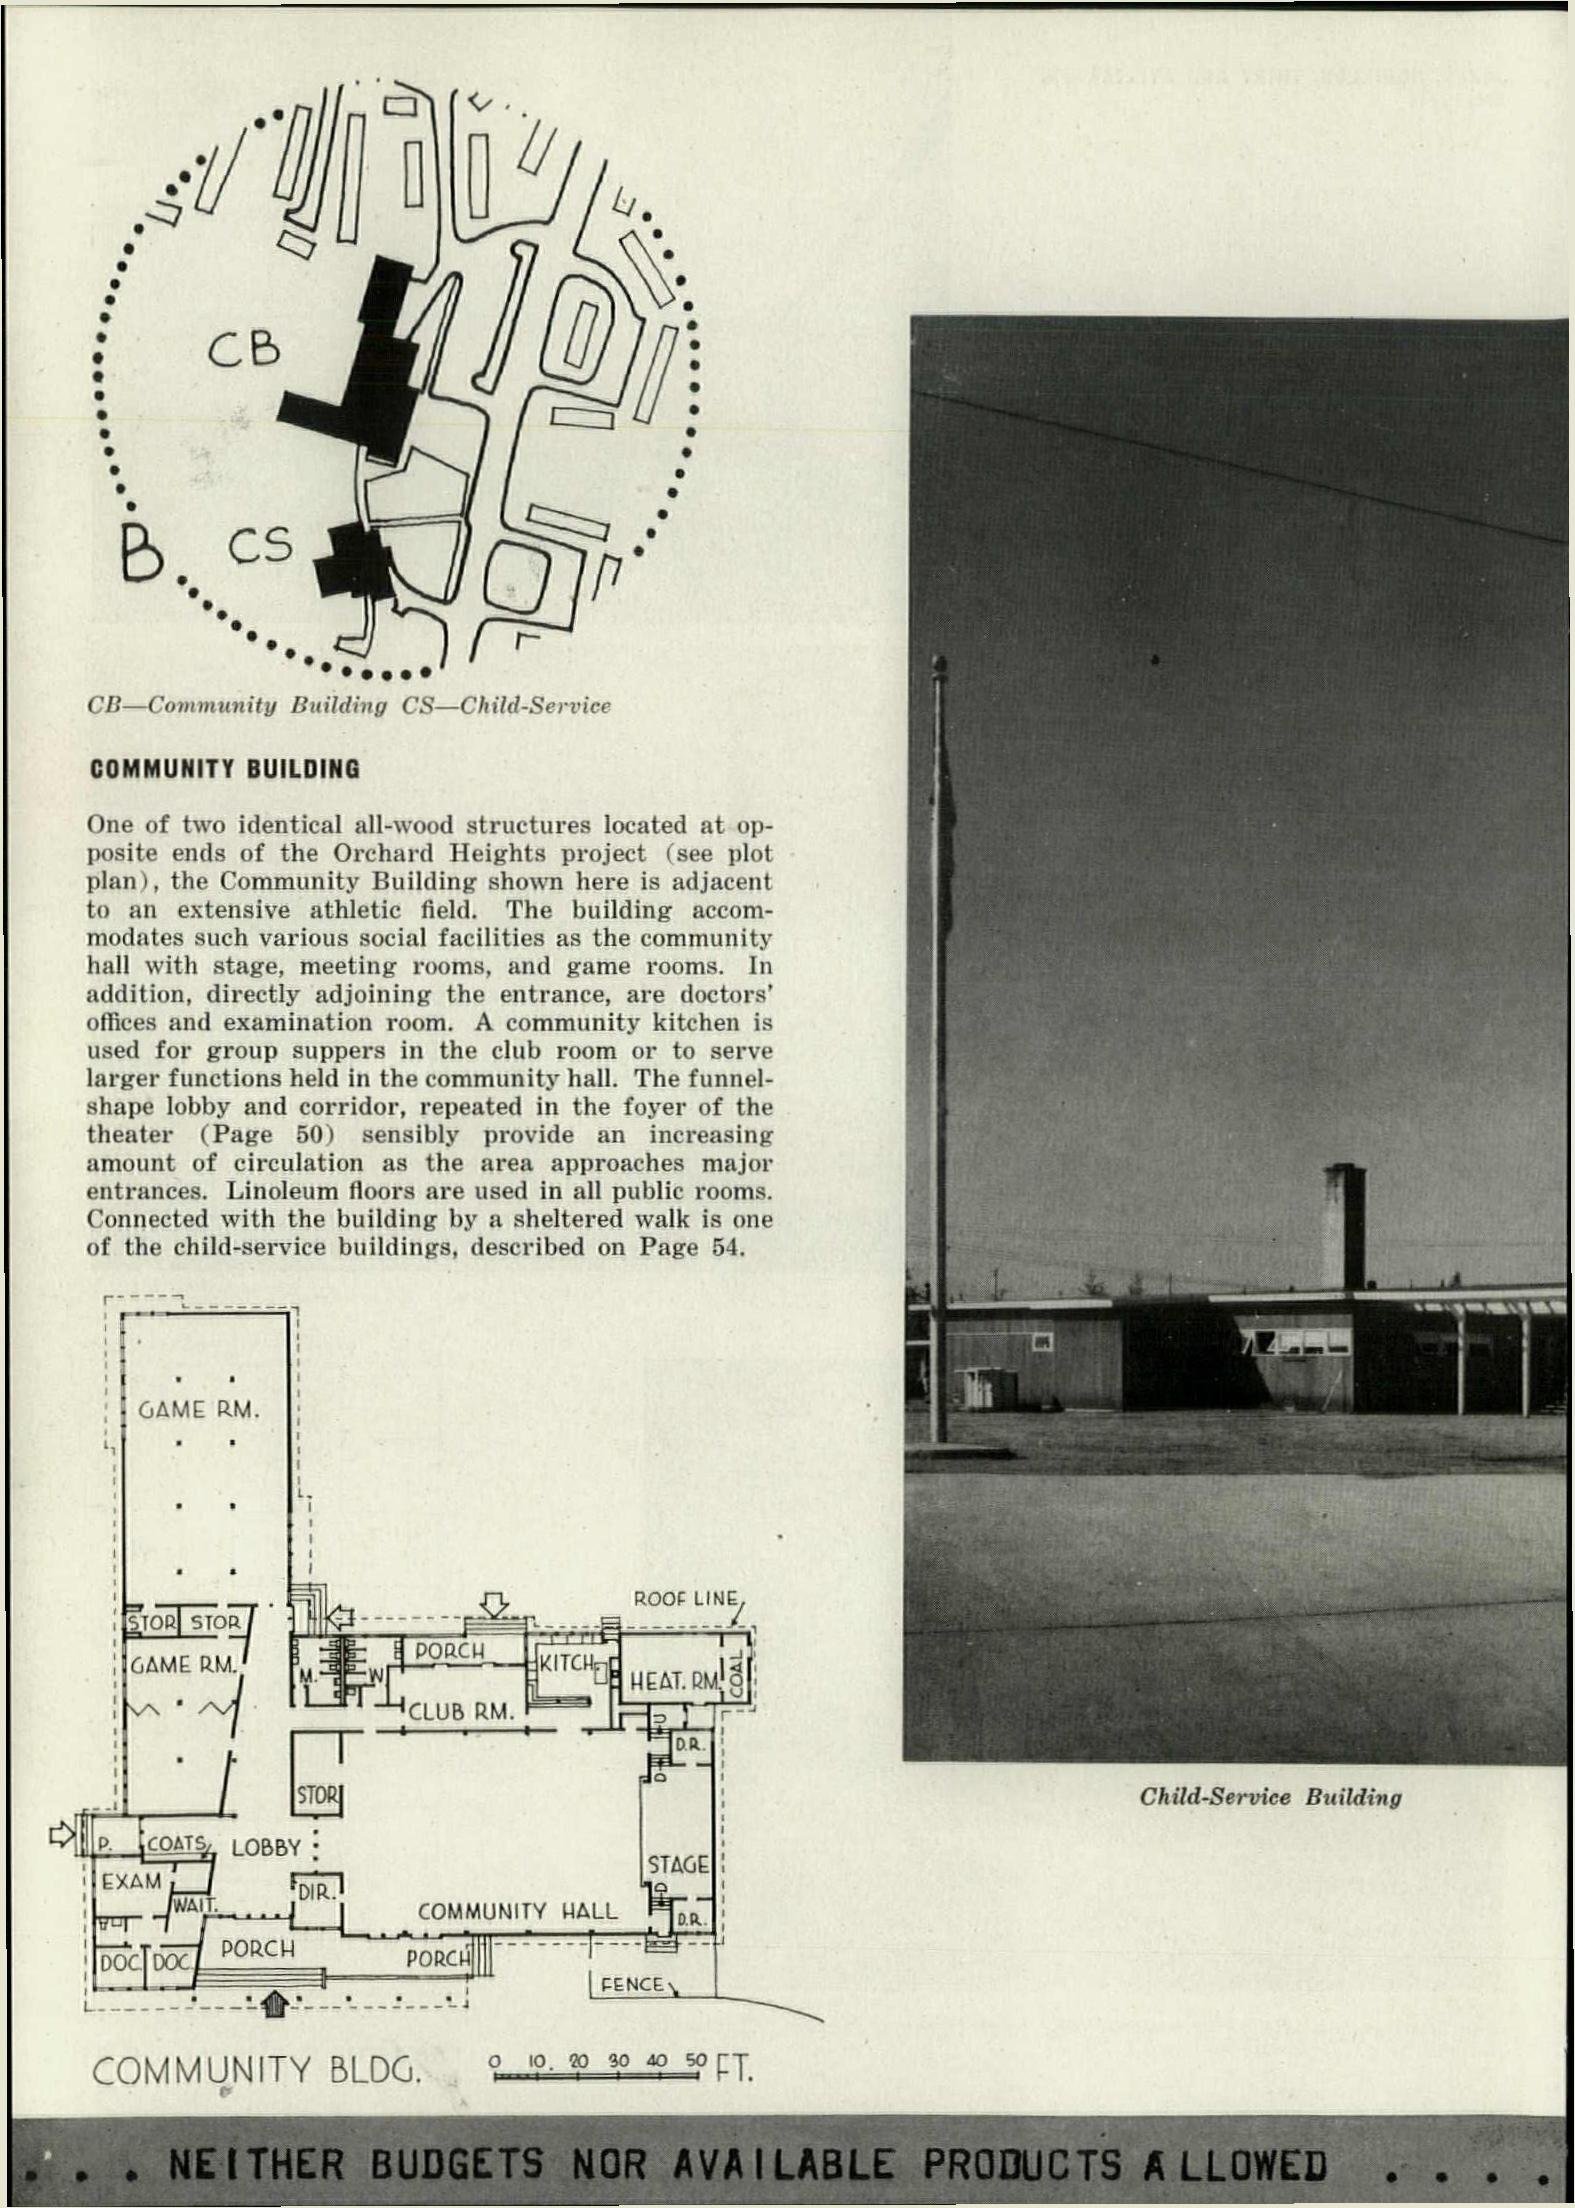 CB
CS
B
CB—Community Building CS—Child-Service
COMMUNITY BUILDING
One of two identical all-wood structures located at op-
posite ends of the Orchard Heights project (see plot
plan), the Community Building shown here is adjacent
to an extensive athletic field. The building accom-
modates such various social facilities as the community
hall with stage, meeting rooms, and game rooms. In
addition, directly adjoining the entrance, are doctors'
offices and examination room. A community kitchen is
used for group suppers in the club room or to serve
larger functions held in the community hall. The funnel-
shape lobby and corridor, repeated in the foyer of the
theater (Page 50) sensibly provide an increasing
amount of circulation as the area approaches major
entrances. Linoleum floors are used in all public rooms.
Connected with the building by a sheltered walk is one
of the child-service buildings, described on Page 54.
GAME RM.
ROOF LINE
STOR STOR
PORCH
GAME RM.
M. W
KITCH.
HEAT. RM.
COAL
CLUB RM.
U
D.R.
D
STOR
P. COATS LOBBY
STAGE
EXAM
DIR.
D
WAIT.
COMMUNITY HALL
D.R.
PORCH
DOC. DOC.
PORCH
FENCE
COMMUNITY BLDG.
0 10. 20 30 40 50 FT.
Child-Service Building
. . . NEITHER BUDGETS NOR AVAILABLE PRODUCTS ALLOWED . . . .